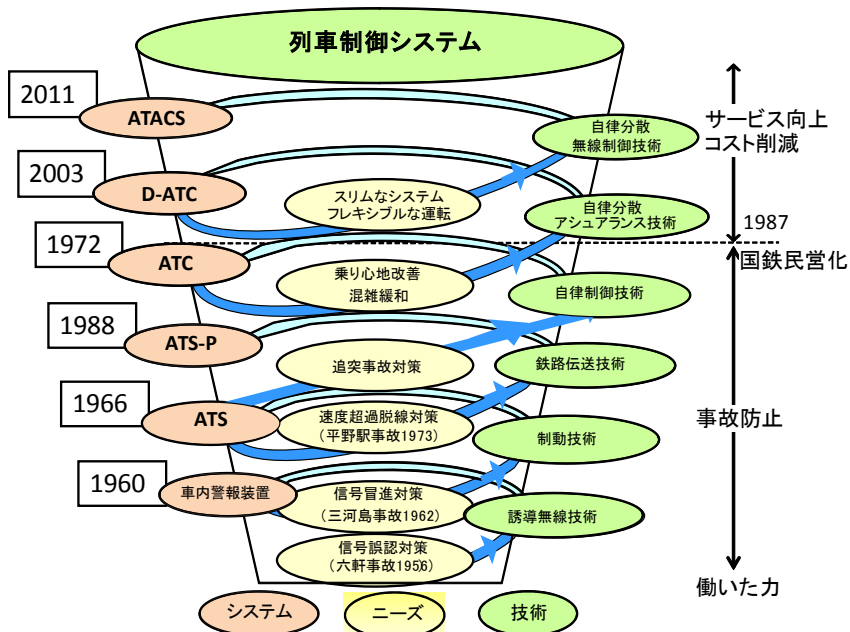 列車制御システム
2011
ATACS
自律分散
無線制御技術
サービス向上
コスト削減
2003
D-ATC
スリムなシステム
フレキシブルな運転
自律分散
アシュアランス技術
1987
国鉄民営化
1972
ATC
乗り心地改善
混雑緩和
自律制御技術
1988
ATS-P
追突事故対策
鉄路伝送技術
1966
ATS
速度超過脱線対策
(平野駅事故1973)
制動技術
事故防止
1960
車内警報装置
信号冒進対策
(三河島事故1962)
誘導無線技術
信号誤認対策
(六軒事故1956)
働いた力
システム
ニーズ
技術